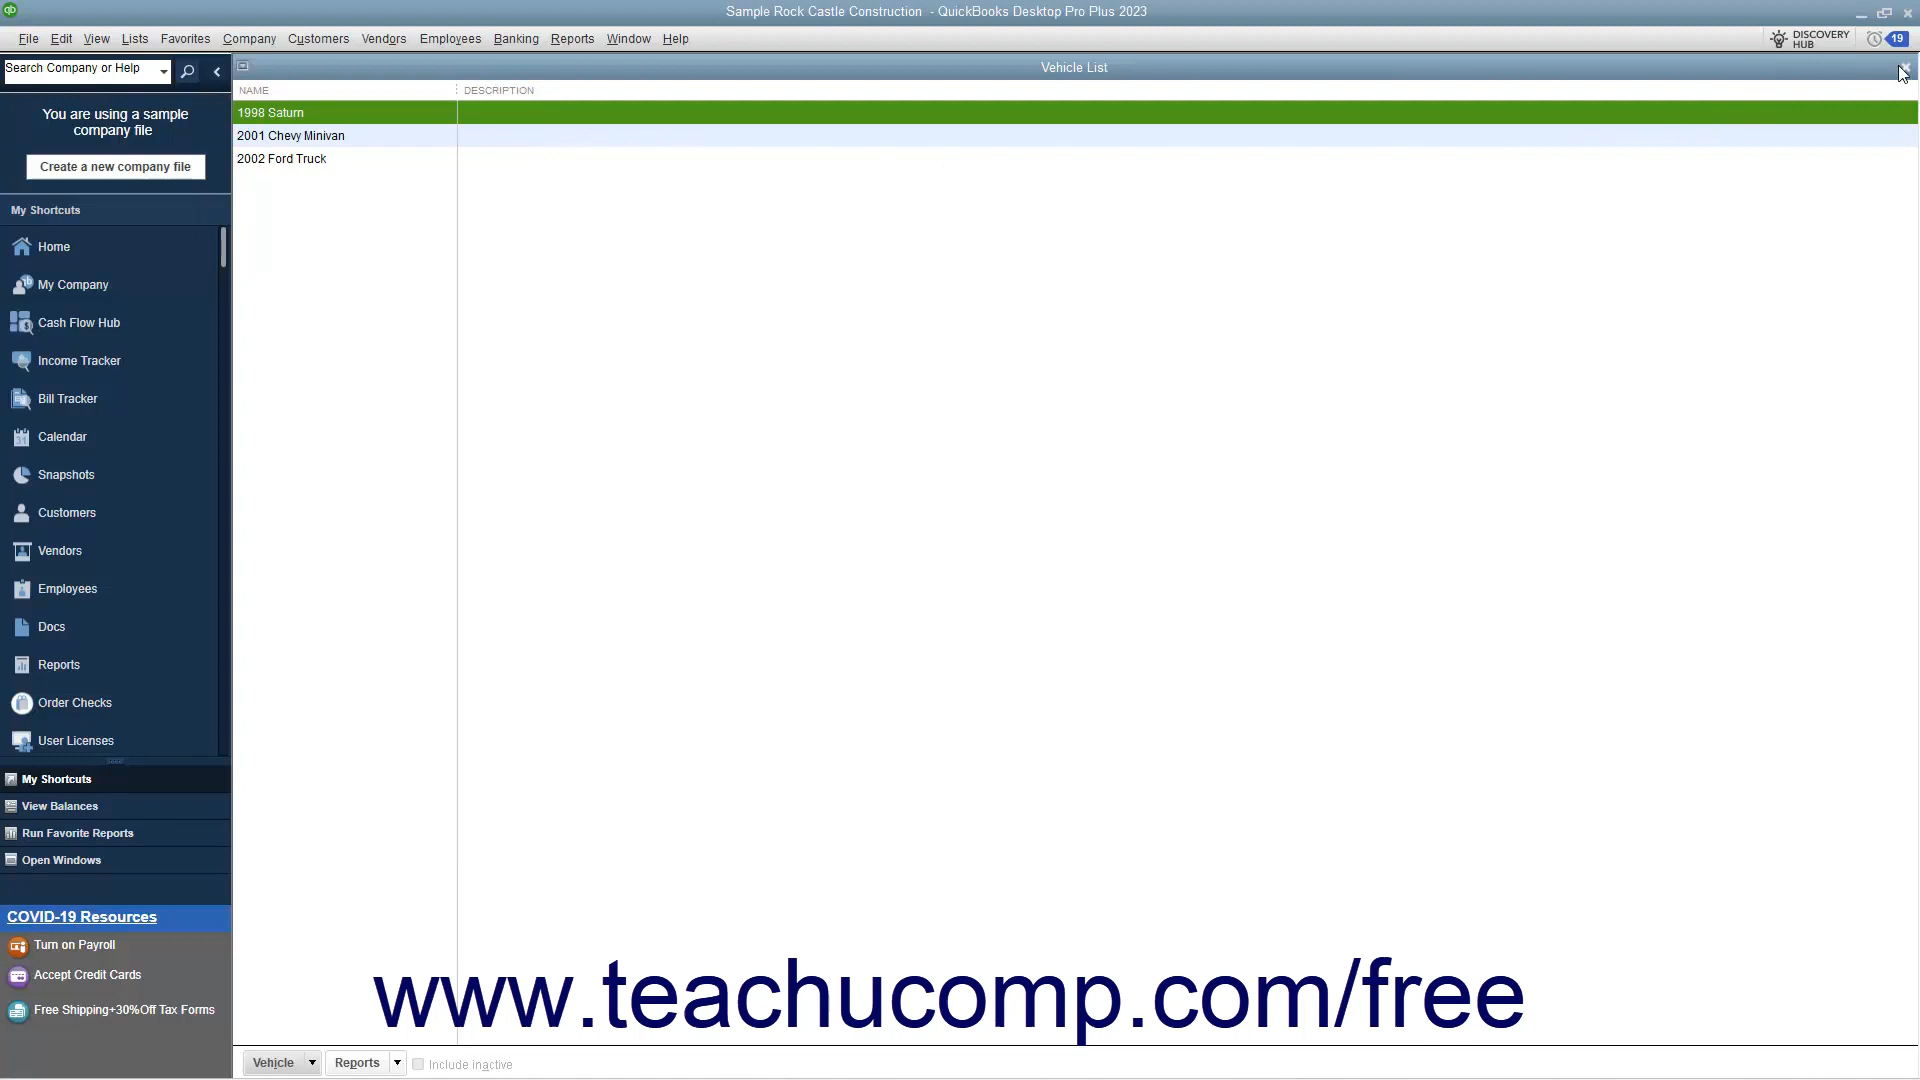 Sample Rock Castle Construction - QuickBooks Desktop Pro Plus 2023
File Edit View Lists Favorites Company Customers Vendors Employees Banking Reports Window Help
DISCOVERY
HUB
19
Search Company or Help
Vehicle List
NAME DESCRIPTION
You are using a sample
company file
Create a new company file
1998 Saturn
2001 Chevy Minivan
2002 Ford Truck
My Shortcuts
Home
My Company
Cash Flow Hub
Income Tracker
Bill Tracker
Calendar
Snapshots
Customers
Vendors
Employees
Docs
Reports
Order Checks
User Licenses
My Shortcuts
View Balances
Run Favorite Reports
Open Windows
COVID-19 Resources
Turn on Payroll
Accept Credit Cards
Free Shipping+30%Off Tax Forms
www.teachucomp.com/free
Vehicle Reports Include inactive